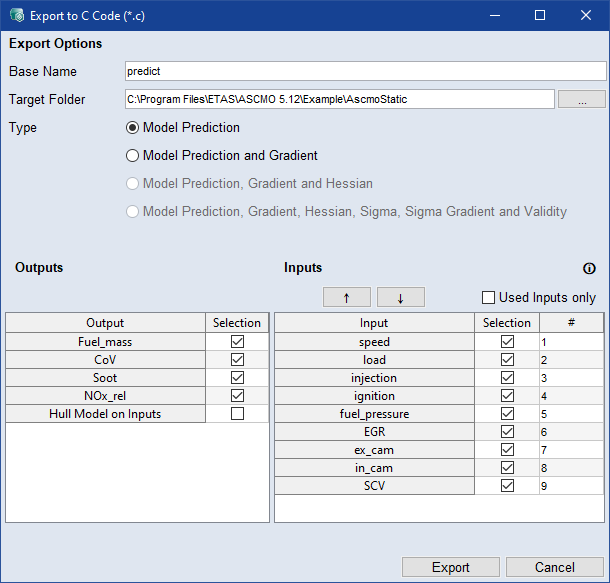 Export to C Code (*.c)
Export Options
Base Name predict
Target Folder C:\Program Files\ETAS\ASCMO 5.12\Example\AscmoStatic ...
Type Model Prediction
Model Prediction and Gradient
Model Prediction, Gradient and Hessian
Model Prediction, Gradient, Hessian, Sigma, Sigma Gradient and Validity
Outputs
Output Selection
Fuel_mass
CoV
Soot
NOx_rel
Hull Model on Inputs
Inputs
↑ ↓ Used Inputs only
Input Selection #
speed 1
load 2
injection 3
ignition 4
fuel_pressure 5
EGR 6
ex_cam 7
in_cam 8
SCV 9
Export Cancel